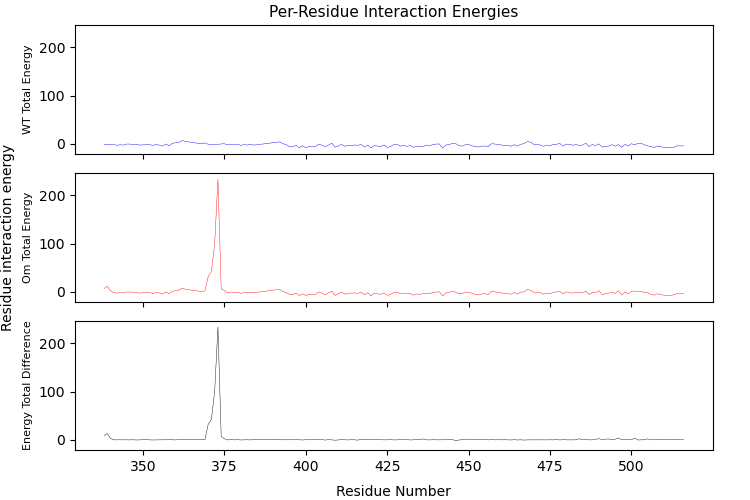 Per-Residue Interaction Energies
Residue interaction energy
WT Total Energy
200
100
0
Om Total Energy
200
100
0
Energy Total Difference
200
100
0
350 375 400 425 450 475 500
Residue Number